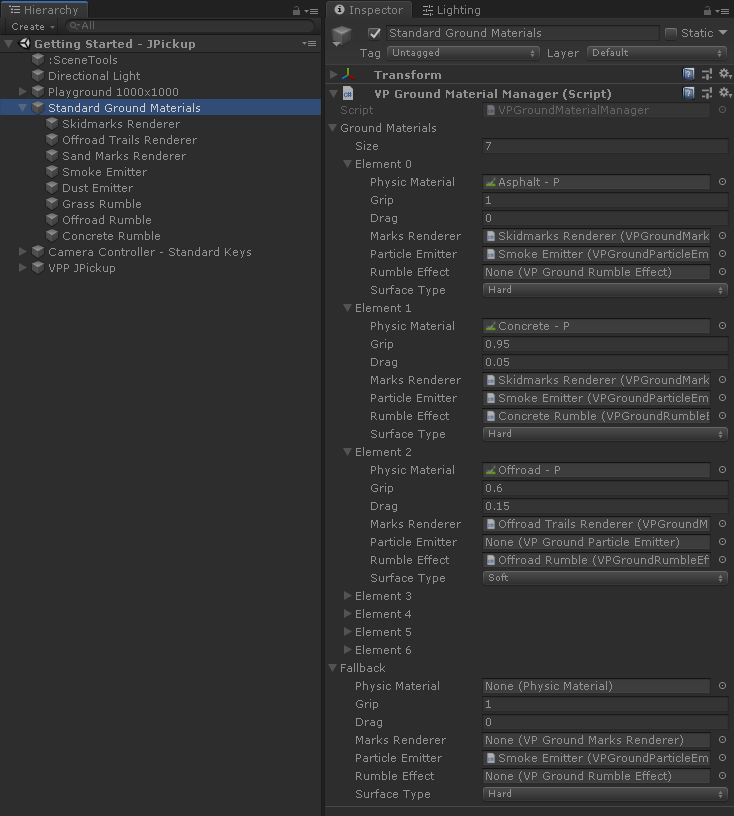 Hierarchy
Create
All
Getting Started - JPickup
:SceneTools
Directional Light
Playground 1000x1000
Standard Ground Materials
Skidmarks Renderer
Offroad Trails Renderer
Sand Marks Renderer
Smoke Emitter
Dust Emitter
Grass Rumble
Offroad Rumble
Concrete Rumble
Camera Controller - Standard Keys
VPP JPickup
Inspector
Lighting
Standard Ground Materials
Static
Tag
Untagged
Layer
Default
Transform
VP Ground Material Manager (Script)
Script
VPGroundMaterialManager
Ground Materials
Size
7
Element 0
Physic Material
Asphalt - P
Grip
1
Drag
0
Marks Renderer
Skidmarks Renderer (VPGroundMark
Particle Emitter
Smoke Emitter (VPGroundParticleEm
Rumble Effect
None (VP Ground Rumble Effect)
Surface Type
Hard
Element 1
Physic Material
Concrete - P
Grip
0.95
Drag
0.05
Marks Renderer
Skidmarks Renderer (VPGroundMark
Particle Emitter
Smoke Emitter (VPGroundParticleEm
Rumble Effect
Concrete Rumble (VPGroundRumbleE
Surface Type
Hard
Element 2
Physic Material
Offroad - P
Grip
0.6
Drag
0.15
Marks Renderer
Offroad Trails Renderer (VPGroundM
Particle Emitter
None (VP Ground Particle Emitter)
Rumble Effect
Offroad Rumble (VPGroundRumbleEf
Surface Type
Soft
Element 3
Element 4
Element 5
Element 6
Fallback
Physic Material
None (Physic Material)
Grip
1
Drag
0
Marks Renderer
None (VP Ground Marks Renderer)
Particle Emitter
Smoke Emitter (VPGroundParticleEm
Rumble Effect
None (VP Ground Rumble Effect)
Surface Type
Hard